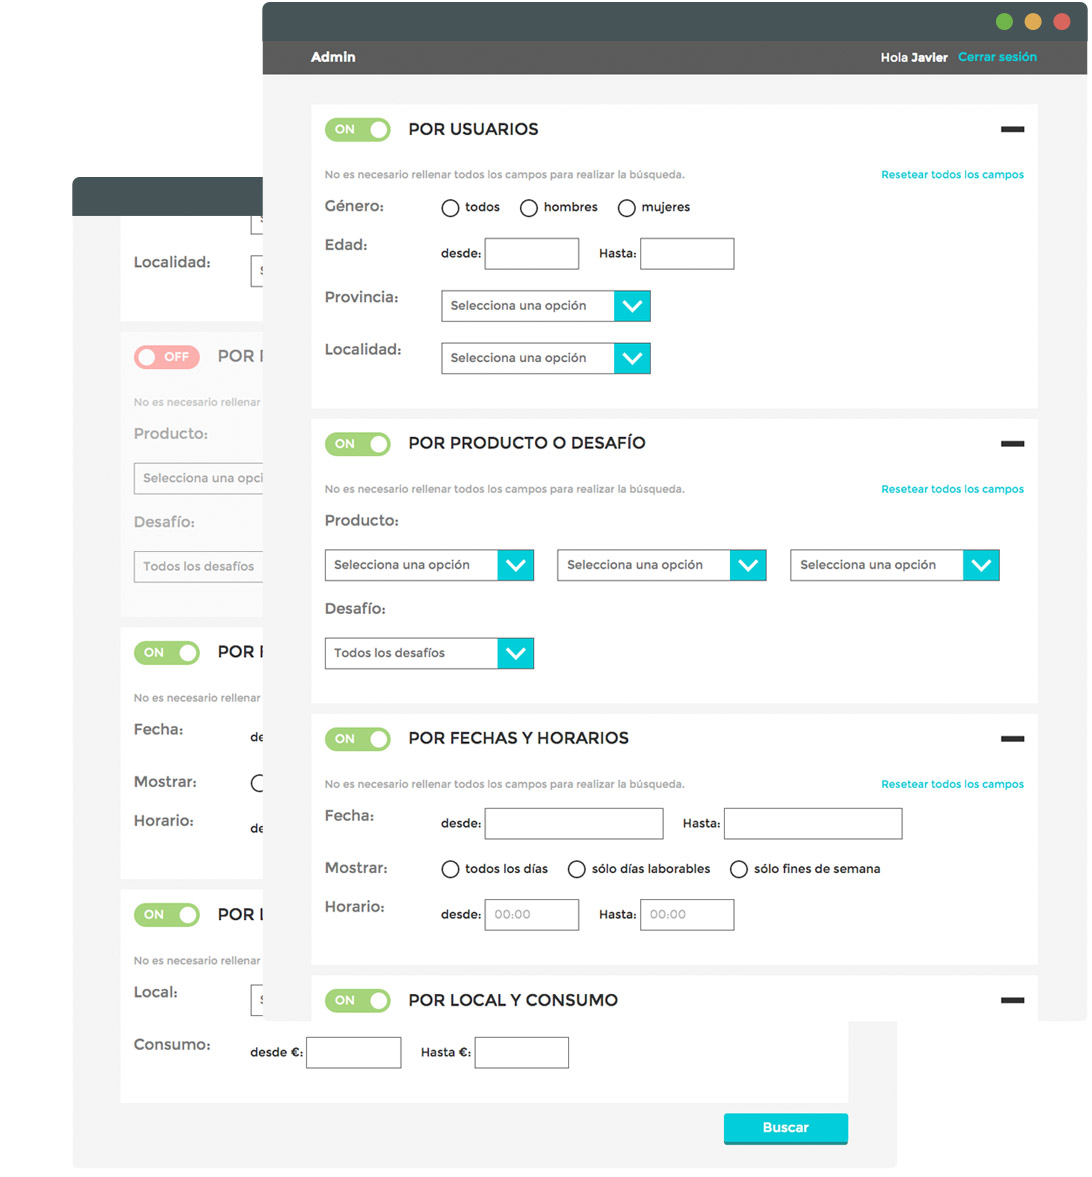 Admin
Hola Javier Cerrar sesión
ON POR USUARIOS
No es necesario rellenar todos los campos para realizar la búsqueda. Resetear todos los campos
Género: todos hombres mujeres
Edad: desde: Hasta:
Provincia: Selecciona una opción
Localidad: Selecciona una opción
ON POR PRODUCTO O DESAFÍO
No es necesario rellenar todos los campos para realizar la búsqueda. Resetear todos los campos
Producto:
Selecciona una opción Selecciona una opción Selecciona una opción
Desafío:
Todos los desafíos
ON POR FECHAS Y HORARIOS
No es necesario rellenar todos los campos para realizar la búsqueda. Resetear todos los campos
Fecha: desde: Hasta:
Mostrar: todos los días sólo días laborables sólo fines de semana
Horario: desde: 00:00 Hasta: 00:00
ON POR LOCAL Y CONSUMO
Localidad:
OFF POR
No es necesario rellenar
Producto:
Selecciona una opci
Desafío:
Todos los desafíos
ON POR
No es necesario rellenar
Fecha: de
Mostrar:
Horario: de
ON POR L
No es necesario rellenar
Local:
Consumo: desde €: Hasta €:
Buscar